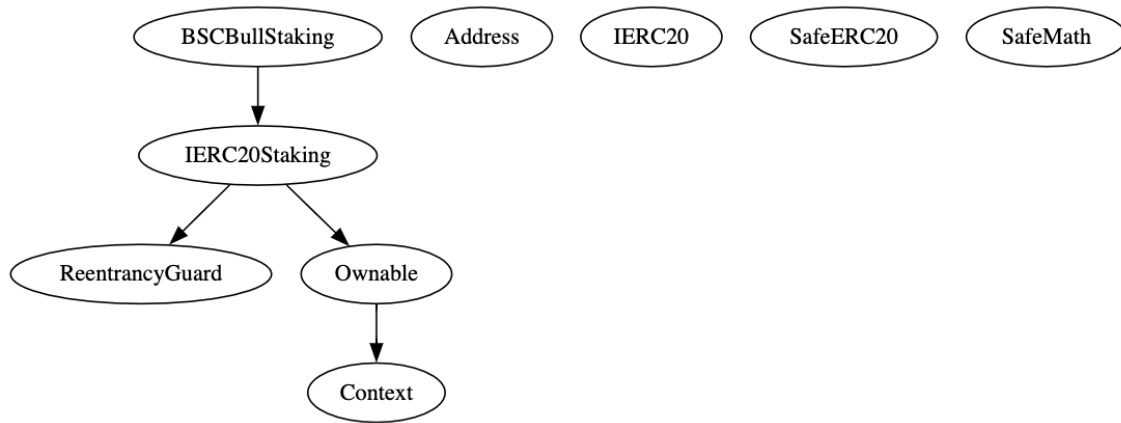 BSCBullStaking
Address
IERC20
SafeERC20
SafeMath
IERC20Staking
ReentrancyGuard
Ownable
Context